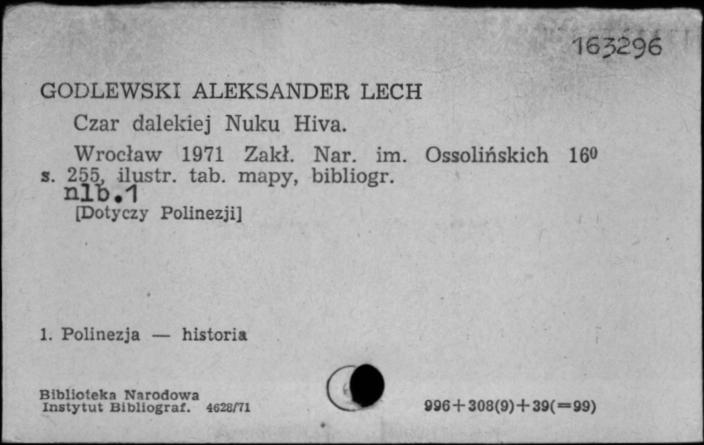 163296
GODLEWSKI ALEKSANDER LECH
Czar dalekiej Nuku Hiva.
Wrocław 1971 Zakł. Nar. im. Ossolińskich 16⁰
s. 255, ilustr. tab. mapy, bibliogr.
nlb.1
[Dotyczy Polinezji]
1. Polinezja — historia
Biblioteka Narodowa
Instytut Bibliograf. 4628/71
996+308(9)+39(=99)